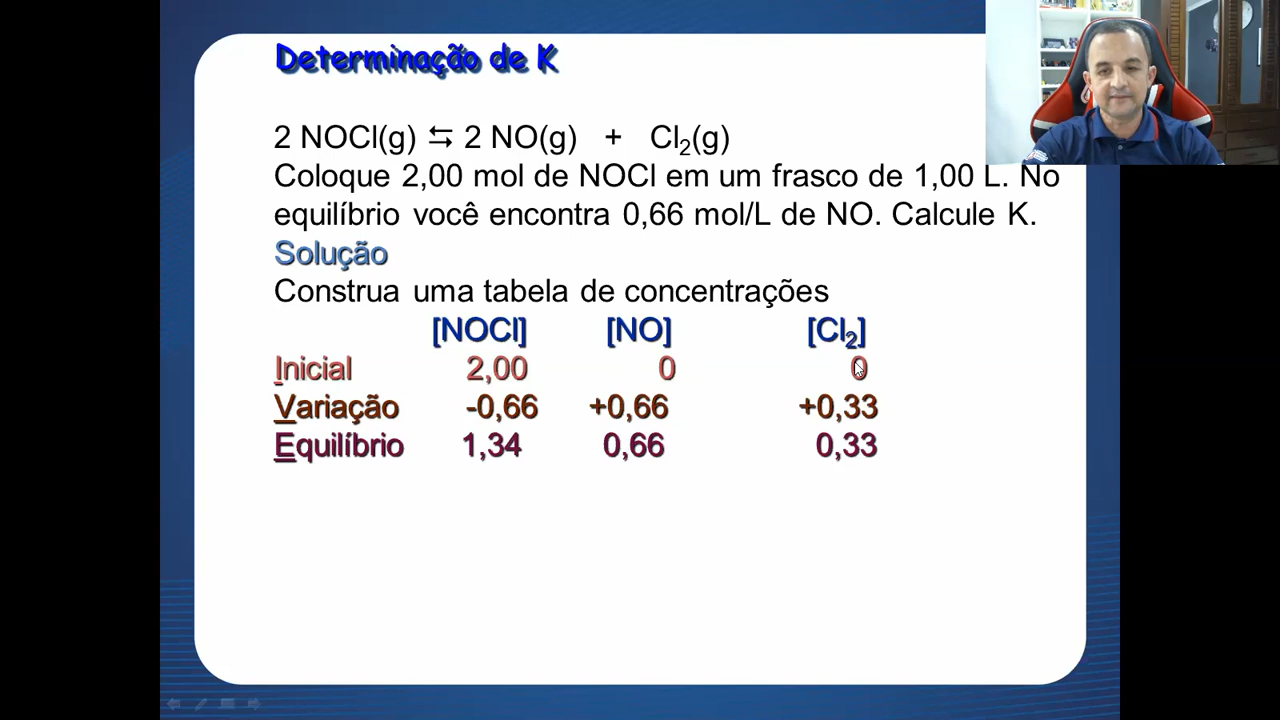 Determinação de K
2 NOCl(g) ⇆ 2 NO(g) + Cl₂(g)
Coloque 2,00 mol de NOCl em um frasco de 1,00 L. No
equilíbrio você encontra 0,66 mol/L de NO. Calcule K.
Solução
Construa uma tabela de concentrações
[NOCl] [NO] [Cl₂]
Inicial 2,00 0 0
Variação -0,66 +0,66 +0,33
Equilíbrio 1,34 0,66 0,33